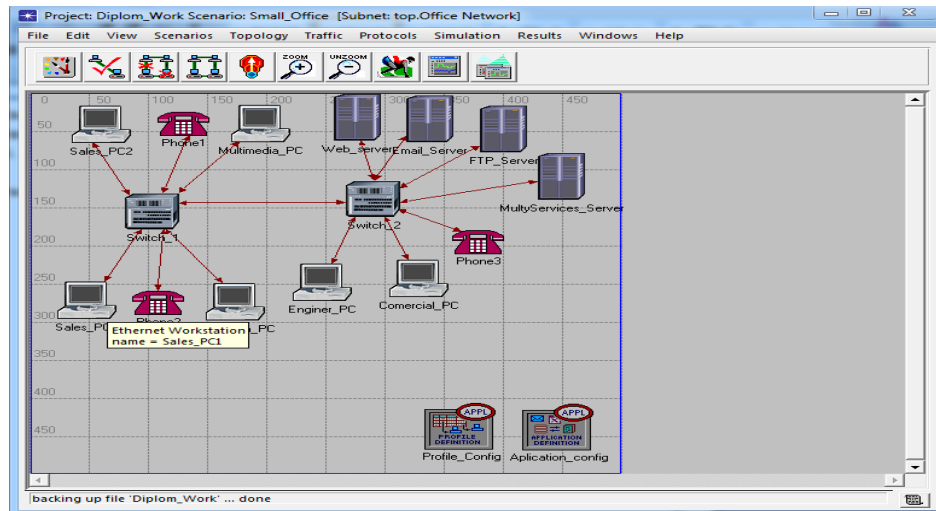 Project: Diplom_Work Scenario: Small_Office [Subnet: top.Office Network]
File Edit View Scenarios Topology Traffic Protocols Simulation Results Windows Help
ZOOM UNZOOM
0 50 100 150 200 400 450
50
100
150
200
250
300
350
400
450
Sales_PC2 Phone1 Multimedia_PC Web_server Email_Server FTP_Server
MultyServices_Server
Switch_1 Switch_2
Phone3
Enginer_PC Comercial_PC
Ethernet Workstation
name = Sales_PC1
APPL APPL
PROFILE
DEFINITION
APPLICATION
DEFINITION
Profile_Config Aplication_config
backing up file 'Diplom_Work' ... done